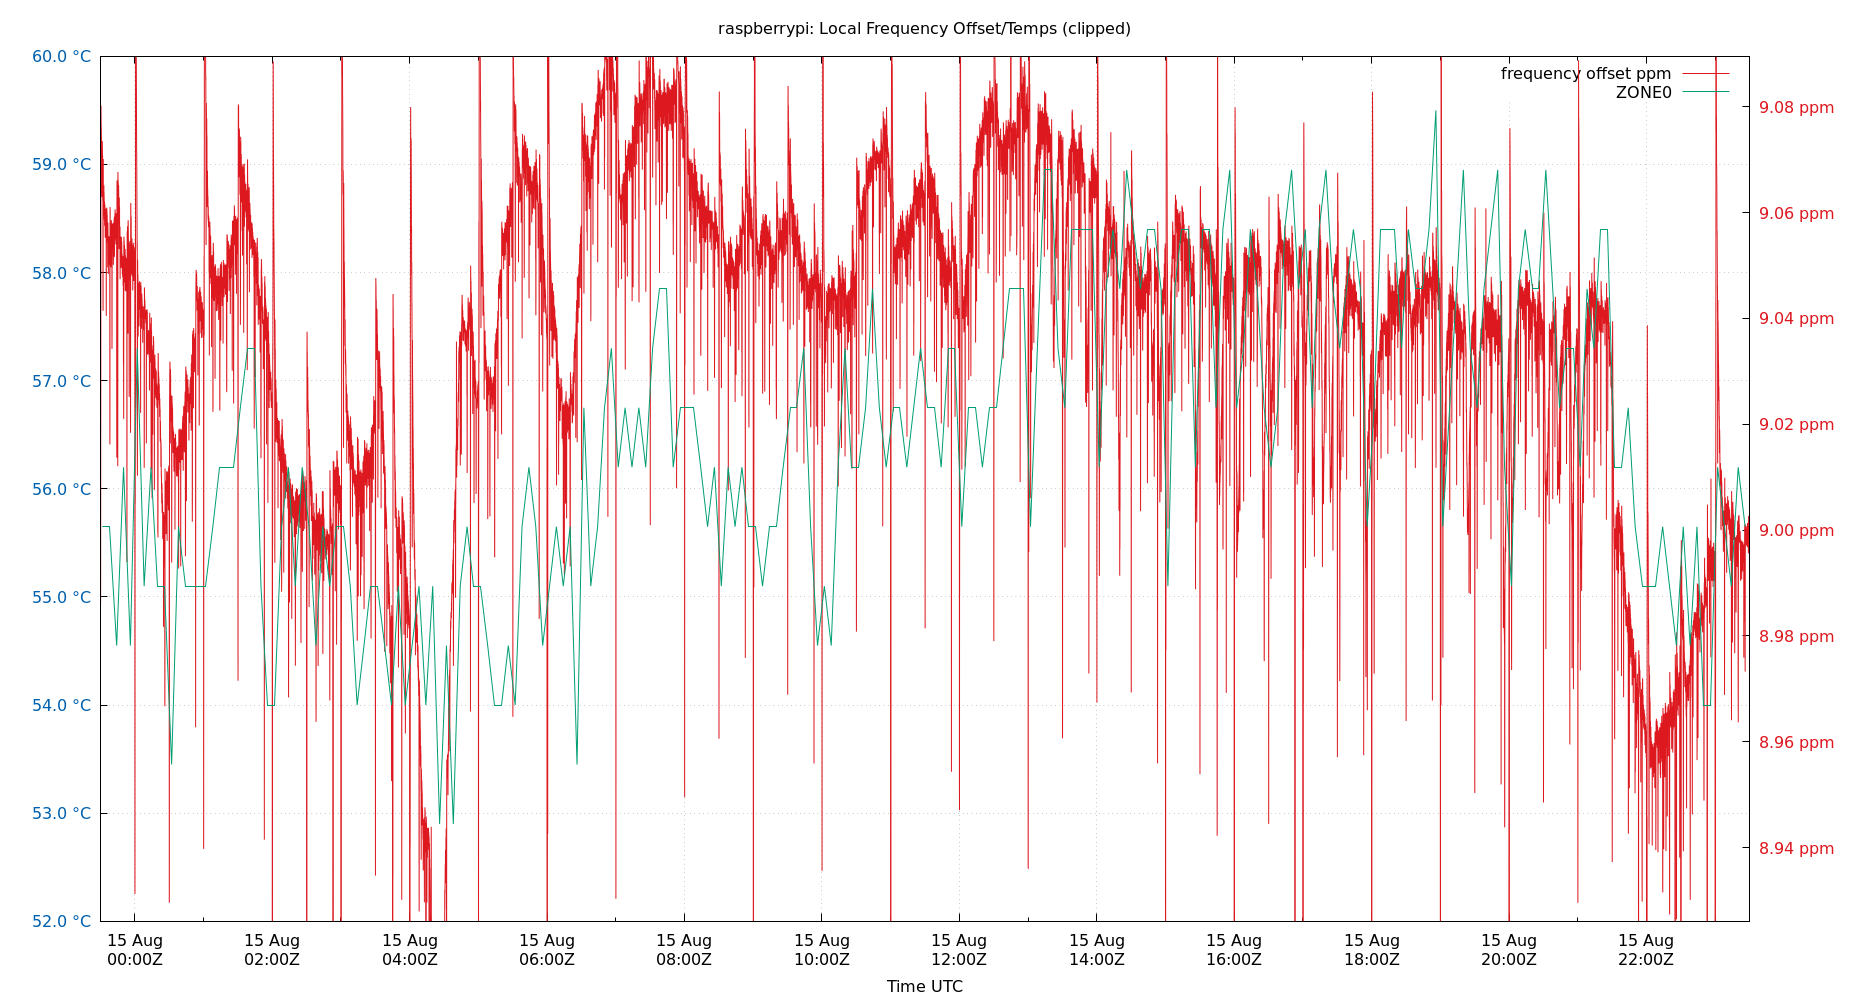 raspberrypi: Local Frequency Offset/Temps (clipped)
60.0 °C
59.0 °C
58.0 °C
57.0 °C
56.0 °C
55.0 °C
54.0 °C
53.0 °C
52.0 °C
frequency offset ppm
ZONE0
9.08 ppm
9.06 ppm
9.04 ppm
9.02 ppm
9.00 ppm
8.98 ppm
8.96 ppm
8.94 ppm
15 Aug 15 Aug 15 Aug 15 Aug 15 Aug 15 Aug 15 Aug 15 Aug 15 Aug 15 Aug 15 Aug 15 Aug
00:00Z 02:00Z 04:00Z 06:00Z 08:00Z 10:00Z 12:00Z 14:00Z 16:00Z 18:00Z 20:00Z 22:00Z
Time UTC